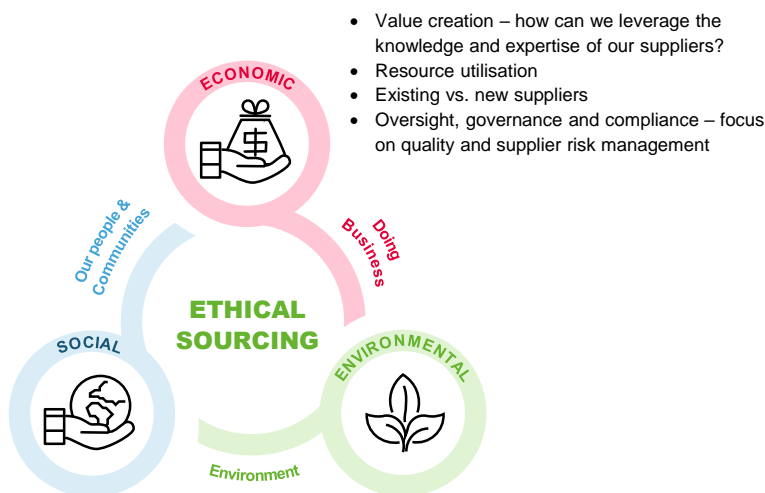 • Value creation – how can we leverage the
knowledge and expertise of our suppliers?
• Resource utilisation
• Existing vs. new suppliers
• Oversight, governance and compliance – focus
on quality and supplier risk management
ECONOMIC
Our people &
Communities
Doing
Business
ETHICAL
SOURCING
SOCIAL
ENVIRONMENTAL
Environment